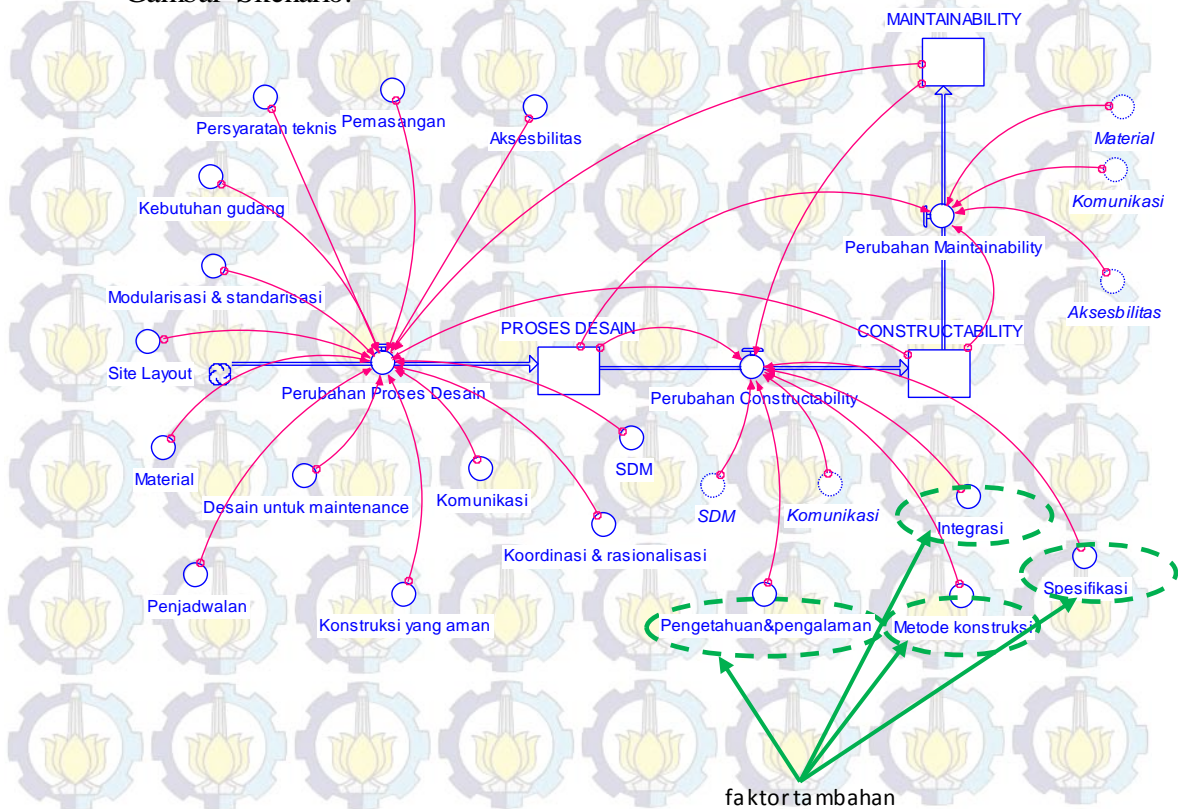 Gambar Skenario:
MAINTAINABILITY
Persyaratan teknis
Pemasangan
Aksesbilitas
Material
Kebutuhan gudang
Komunikasi
Perubahan Maintainability
Modularisasi & standarisasi
Aksesbilitas
PROSES DESAIN
CONSTRUCTABILITY
Site Layout
Perubahan Proses Desain
Perubahan Constructability
Material
Desain untuk maintenance
Komunikasi
SDM
SDM
Komunikasi
Integrasi
Koordinasi & rasionalisasi
Spesifikasi
Penjadwalan
Konstruksi yang aman
Pengetahuan&pengalaman
Metode konstruksi
faktor tambahan